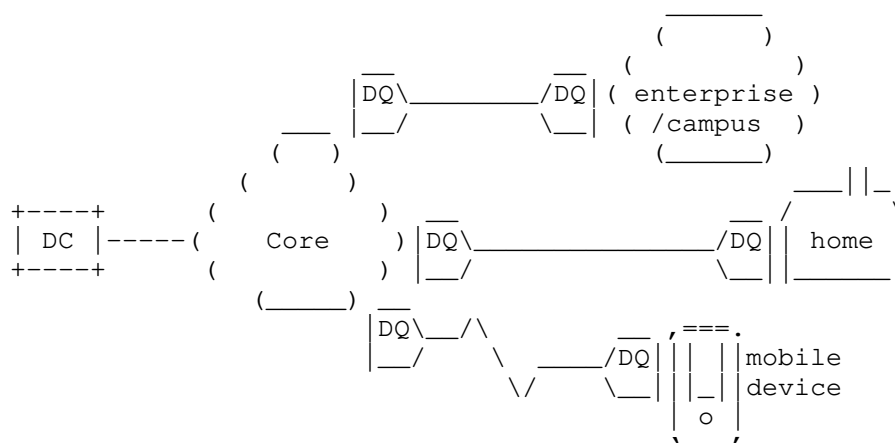 DQ DQ
enterprise
/campus
DC Core DQ DQ home
DQ
DQ mobile
device
o